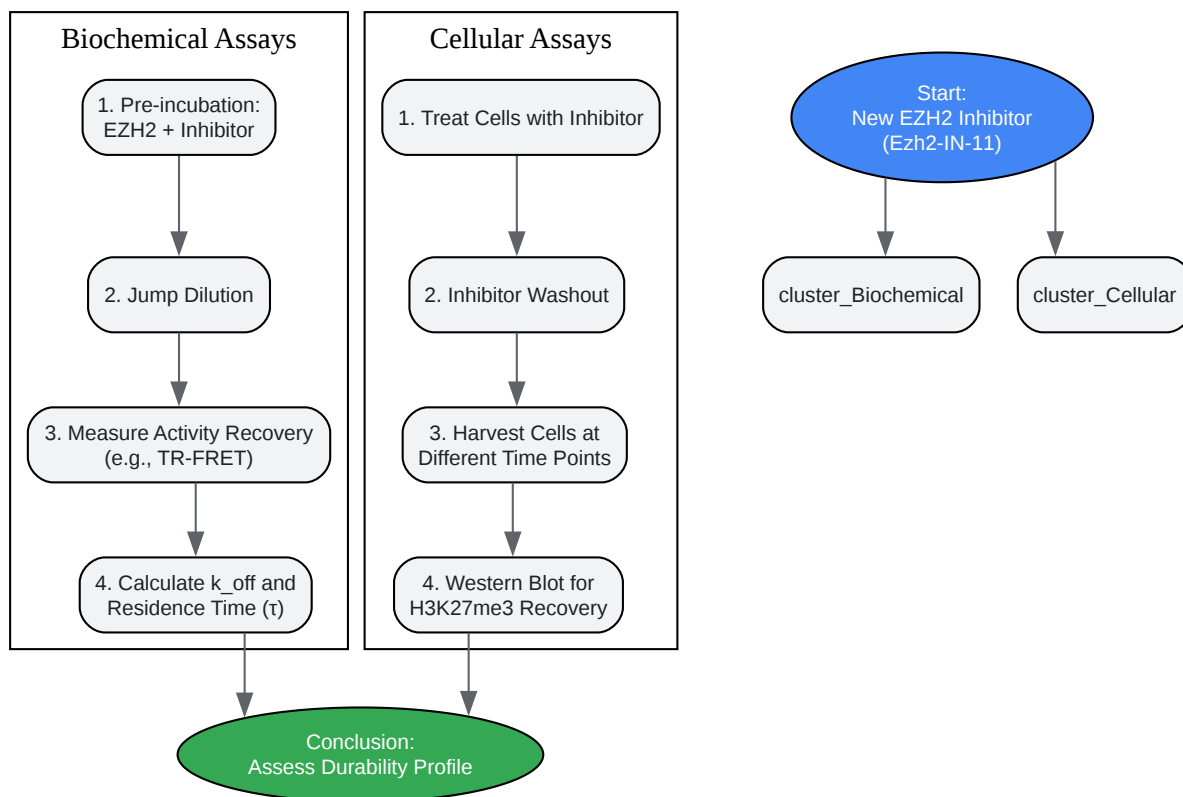 Biochemical Assays
1. Pre-incubation:
EZH2 + Inhibitor
2. Jump Dilution
3. Measure Activity Recovery
(e.g., TR-FRET)
4. Calculate k_off and
Residence Time (τ)
Cellular Assays
1. Treat Cells with Inhibitor
2. Inhibitor Washout
3. Harvest Cells at
Different Time Points
4. Western Blot for
H3K27me3 Recovery
Conclusion:
Assess Durability Profile
Start:
New EZH2 Inhibitor
(Ezh2-IN-11)
cluster_Biochemical
cluster_Cellular